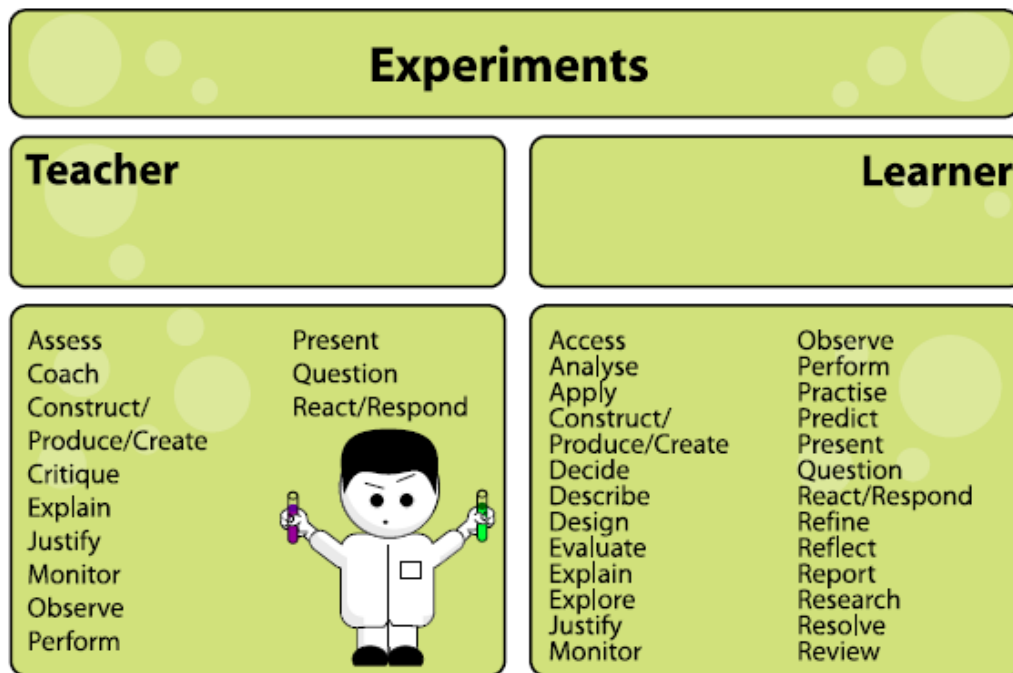 Experiments
Teacher
Learner
Assess
Coach
Construct/
Produce/Create
Critique
Explain
Justify
Monitor
Observe
Perform
Present
Question
React/Respond
Access
Analyse
Apply
Construct/
Produce/Create
Decide
Describe
Design
Evaluate
Explain
Explore
Justify
Monitor
Observe
Perform
Practise
Predict
Present
Question
React/Respond
Refine
Reflect
Report
Research
Resolve
Review